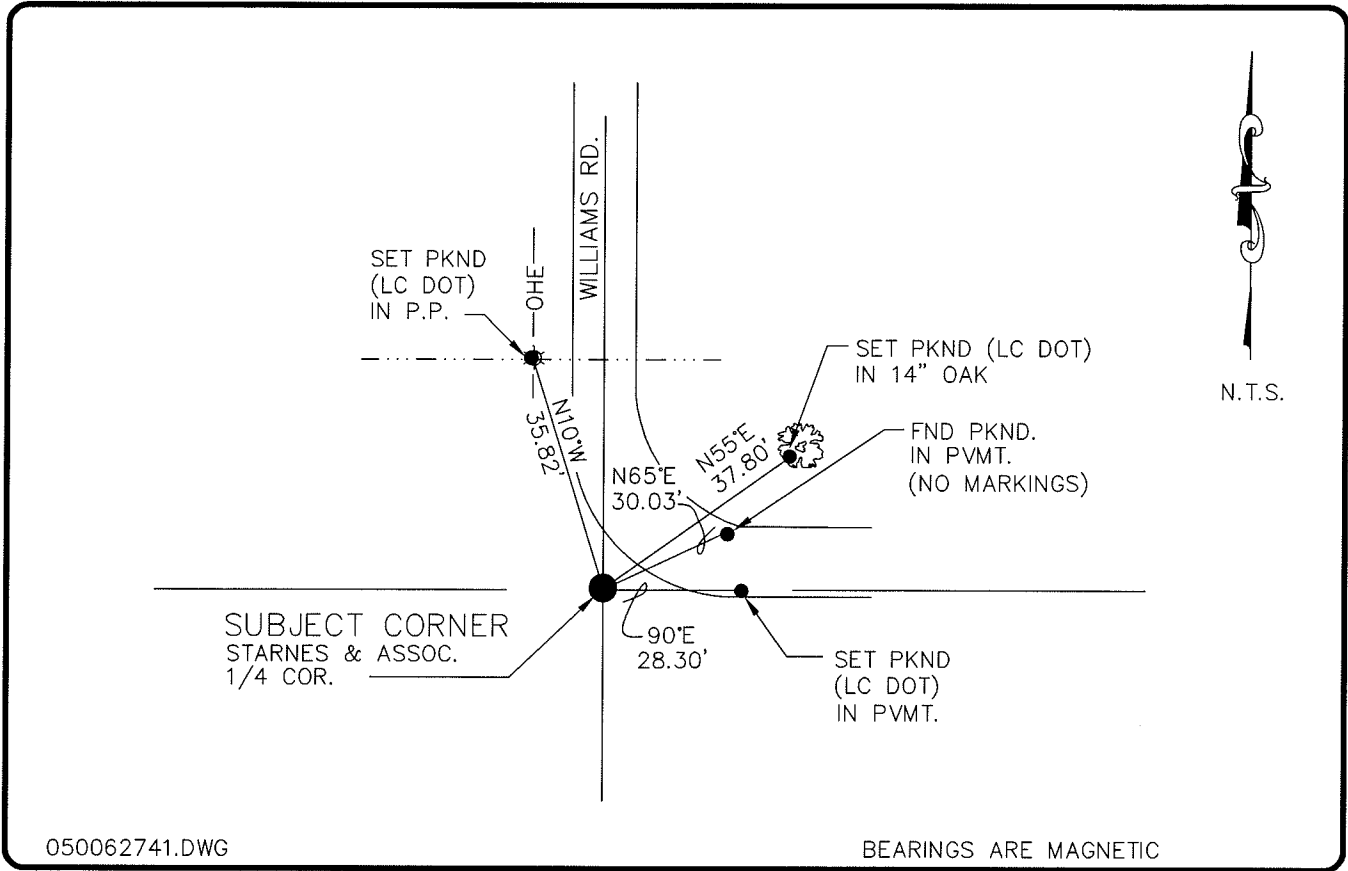 WILLIAMS RD.
OHE
SET PKND
(LC DOT)
IN P.P.
N10°W
35.82'
N55°E
37.80'
N65°E
30.03'
SET PKND (LC DOT)
IN 14" OAK
FND PKND.
IN PVMT.
(NO MARKINGS)
N.T.S.
SUBJECT CORNER
STARNES & ASSOC.
1/4 COR.
90°E
28.30'
SET PKND
(LC DOT)
IN PVMT.
050062741.DWG
BEARINGS ARE MAGNETIC